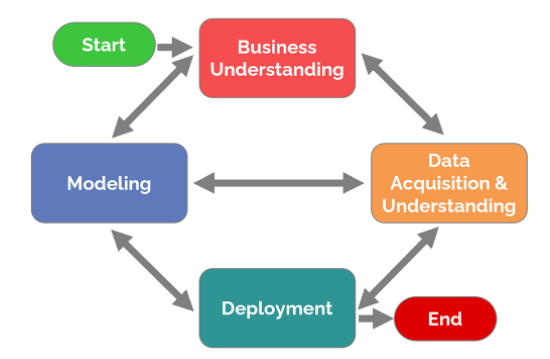 Start
Business
Understanding
Modeling
Data
Acquisition &
Understanding
Deployment
End